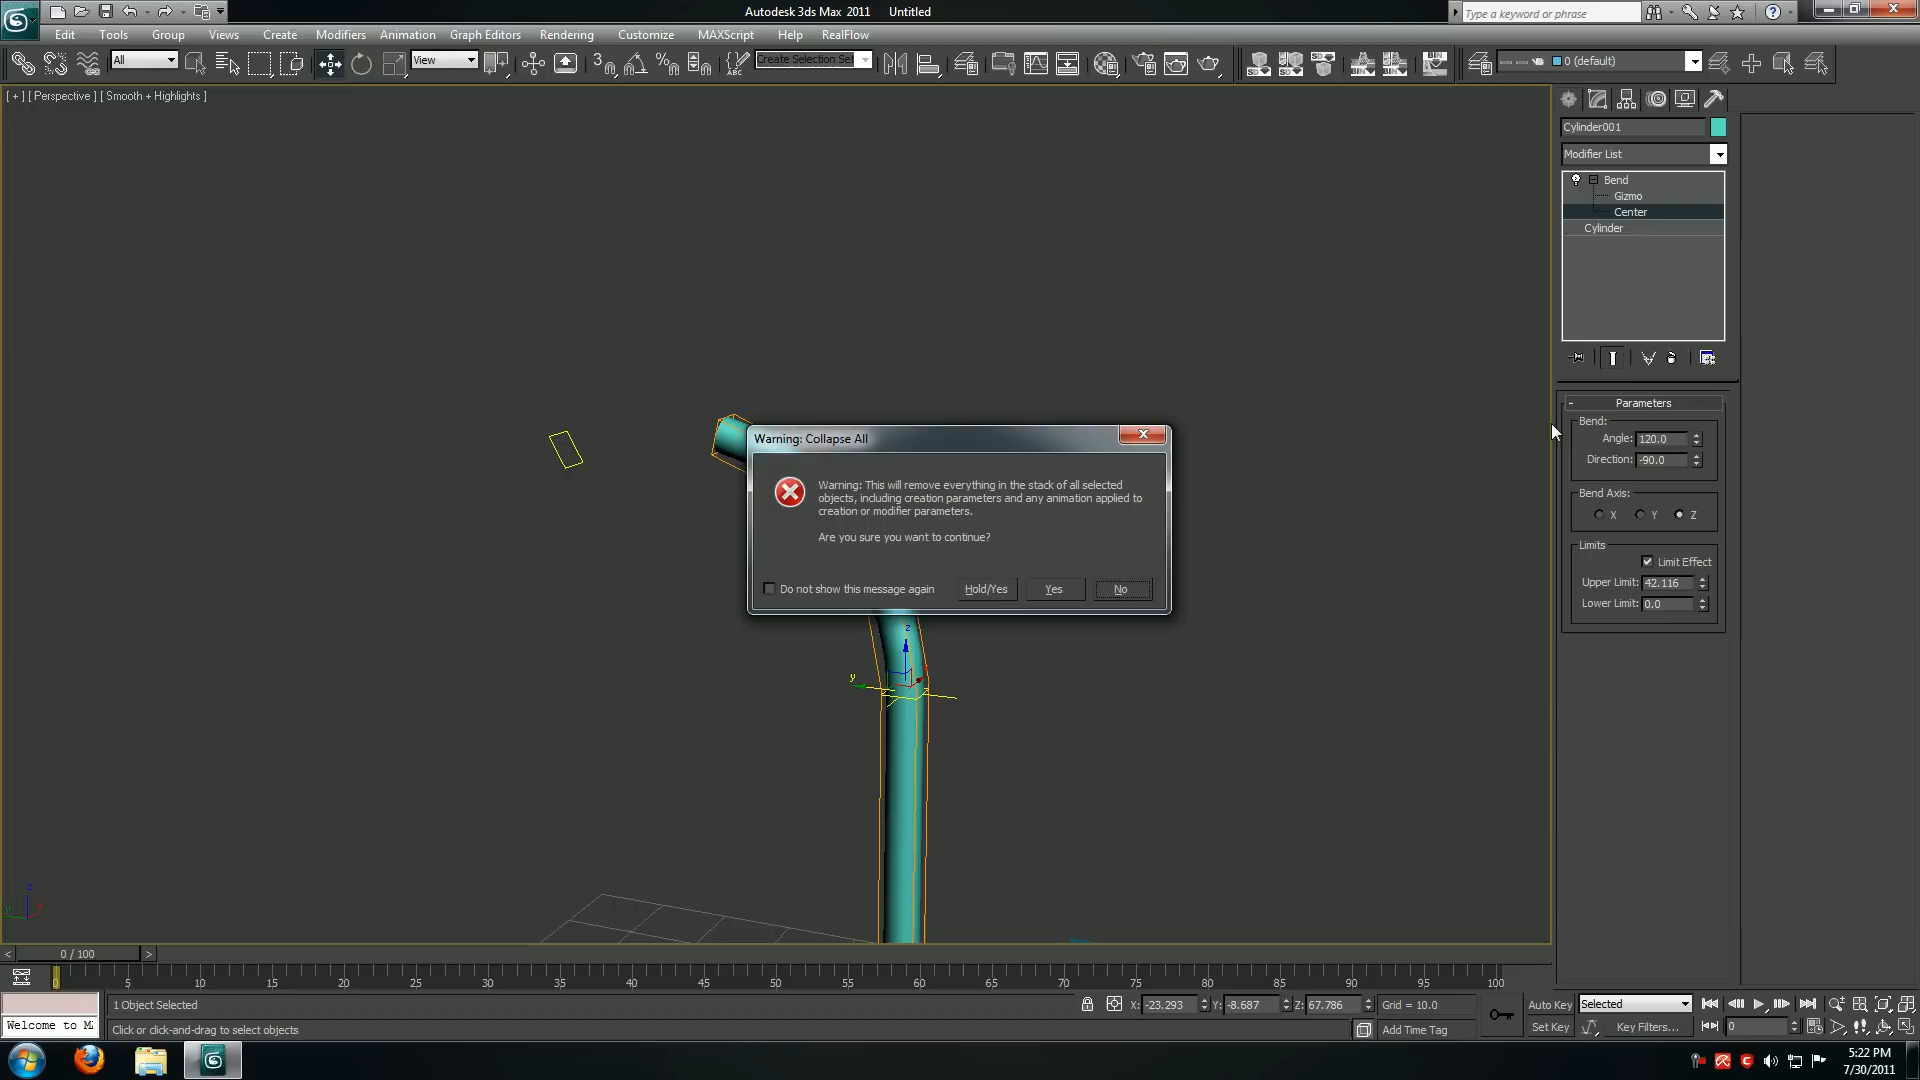 Autodesk 3ds Max 2011 Untitled
Type a keyword or phrase
Edit Tools Group Views Create Modifiers Animation Graph Editors Rendering Customize MAXScript Help RealFlow
All View Create Selection Set 0 (default)
[ + ] [ Perspective ] [ Smooth + Highlights ]
Cylinder001
Modifier List
Bend
Gizmo
Center
Cylinder
Parameters
Bend:
Angle: 120.0
Direction: -90.0
Bend Axis:
X Y Z
Limits
Limit Effect
Upper Limit: 42.116
Lower Limit: 0.0
Warning: Collapse All
Warning: This will remove everything in the stack of all selected
objects, including creation parameters and any animation applied to
creation or modifier parameters.
Are you sure you want to continue?
Do not show this message again Hold/Yes Yes No
z
y
z
y
< 0 / 100 >
0 5 10 15 20 25 30 35 40 45 50 55 60 65 70 75 80 85 90 95 100
1 Object Selected X: -23.293 Y: -8.687 Z: 67.786 Grid = 10.0 Auto Key Selected
Welcome to M
Click or click-and-drag to select objects Add Time Tag Set Key Key Filters... 0
5:22 PM
7/30/2011